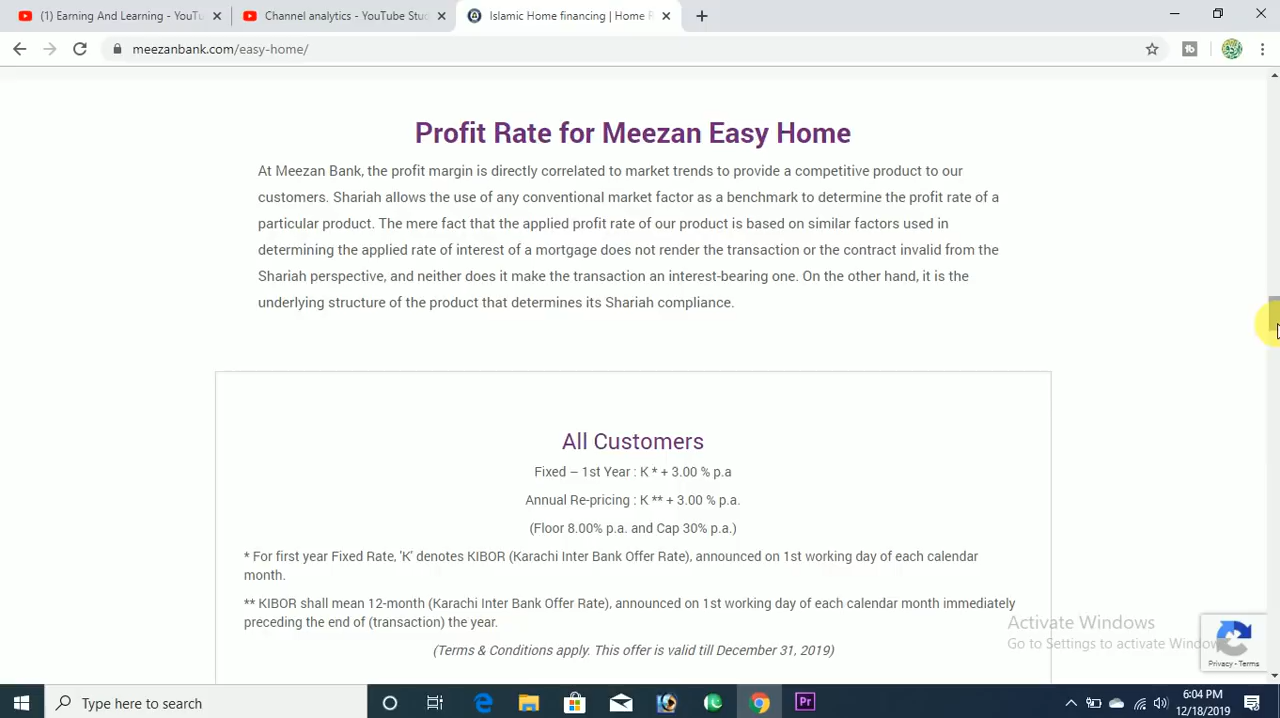 (1) Earning And Learning - YouTu
Channel analytics - YouTube Stud
Islamic Home financing | Home R
meezanbank.com/easy-home/
Profit Rate for Meezan Easy Home
At Meezan Bank, the profit margin is directly correlated to market trends to provide a competitive product to our
customers. Shariah allows the use of any conventional market factor as a benchmark to determine the profit rate of a
particular product. The mere fact that the applied profit rate of our product is based on similar factors used in
determining the applied rate of interest of a mortgage does not render the transaction or the contract invalid from the
Shariah perspective, and neither does it make the transaction an interest-bearing one. On the other hand, it is the
underlying structure of the product that determines its Shariah compliance.
All Customers
Fixed – 1st Year : K * + 3.00 % p.a
Annual Re-pricing : K ** + 3.00 % p.a.
(Floor 8.00% p.a. and Cap 30% p.a.)
* For first year Fixed Rate, 'K' denotes KIBOR (Karachi Inter Bank Offer Rate), announced on 1st working day of each calendar
month.
** KIBOR shall mean 12-month (Karachi Inter Bank Offer Rate), announced on 1st working day of each calendar month immediately
preceding the end of (transaction) the year.
(Terms & Conditions apply. This offer is valid till December 31, 2019)
Activate Windows
Go to Settings to activate Window
Privacy - Terms
Type here to search
Pr
6:04 PM
12/18/2019